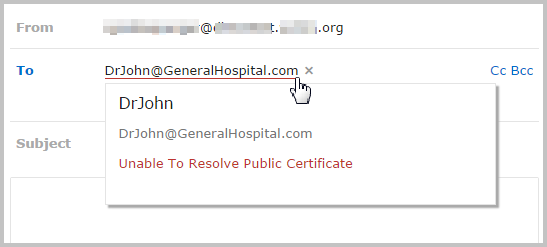 From @ .org
To DrJohn@GeneralHospital.com × Cc Bcc
DrJohn
DrJohn@GeneralHospital.com
Unable To Resolve Public Certificate
Subject